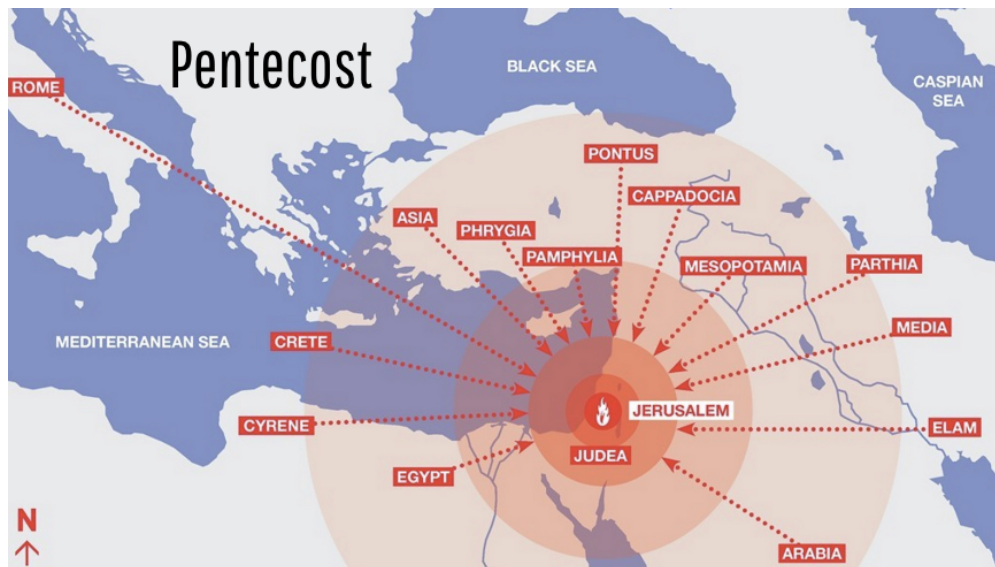 Pentecost
BLACK SEA
CASPIAN
SEA
ROME
PONTUS
CAPPADOCIA
ASIA
PHRYGIA
PAMPHYLIA
MESOPOTAMIA
PARTHIA
MEDIA
MEDITERRANEAN SEA
CRETE
JERUSALEM
CYRENE
ELAM
JUDEA
EGYPT
N
ARABIA